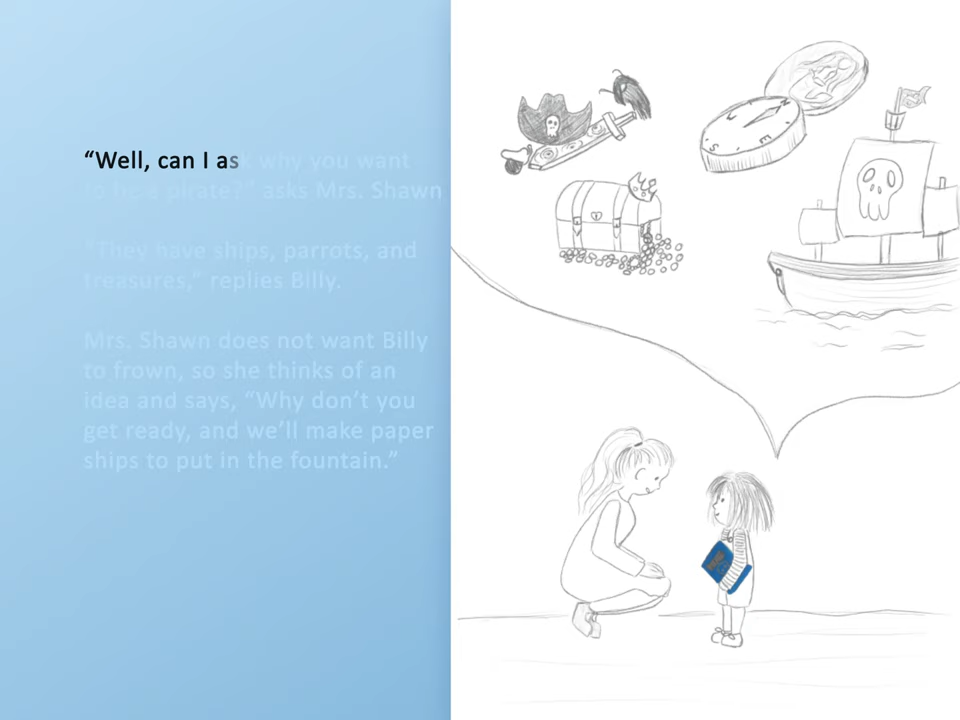 “Well, can I ask why you want
to be a pirate?” asks Mrs. Shawn
“They have ships, parrots, and
treasures,” replies Billy.
Mrs. Shawn does not want Billy
to frown, so she thinks of an
idea and says, “Why don’t you
get ready, and we’ll make paper
ships to put in the fountain.”
S
E